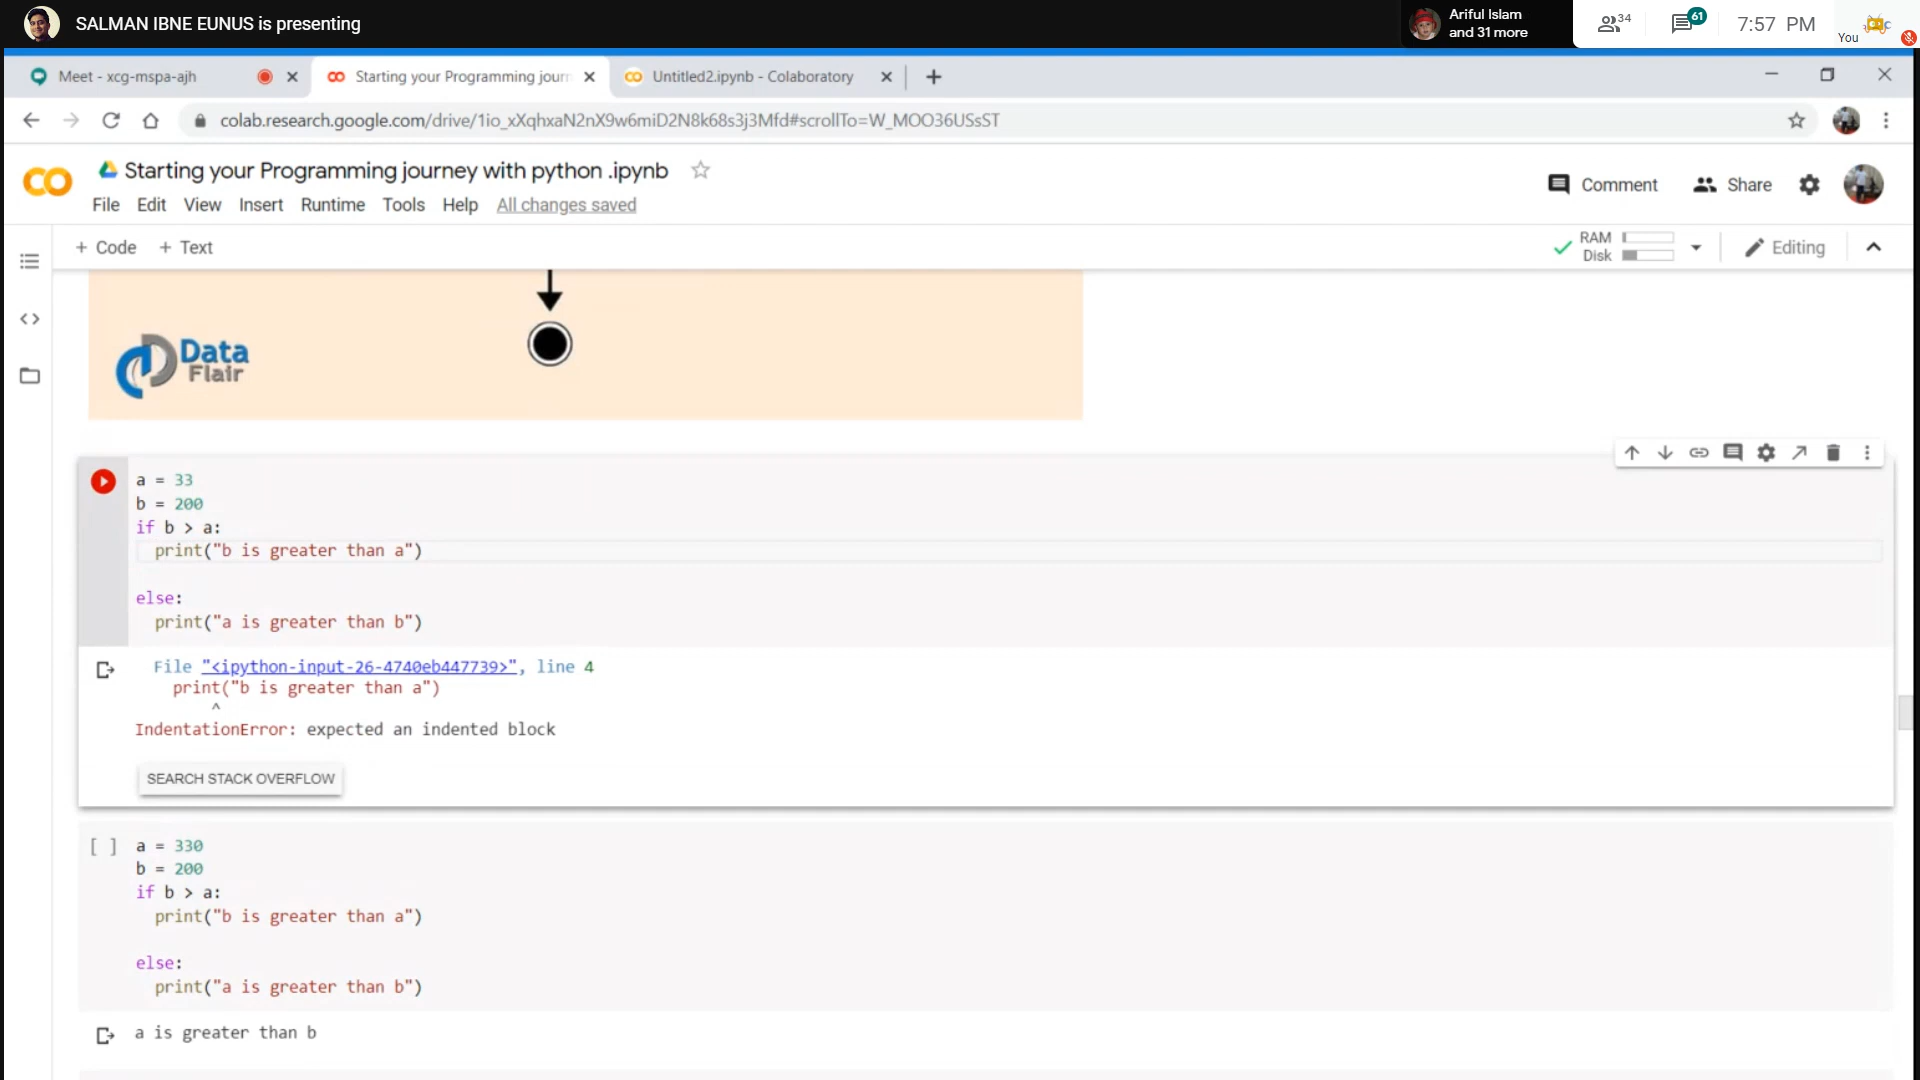 SALMAN IBNE EUNUS is presenting
Ariful Islam
and 31 more
34
61
7:57 PM
You
Meet - xcg-mspa-ajh
Starting your Programming journ
Untitled2.ipynb - Colaboratory
colab.research.google.com/drive/1io_xXqhxaN2nX9w6miD2N8k68s3j3Mfd#scrollTo=W_MOO36USsST
Starting your Programming journey with python .ipynb
Comment
Share
File Edit View Insert Runtime Tools Help All changes saved
+ Code + Text
RAM
Disk
Editing
Data
Flair
a = 33
b = 200
if b > a:
print("b is greater than a")
else:
print("a is greater than b")
File "<ipython-input-26-4740eb447739>", line 4
print("b is greater than a")
^
IndentationError: expected an indented block
SEARCH STACK OVERFLOW
[ ] a = 330
b = 200
if b > a:
print("b is greater than a")
else:
print("a is greater than b")
a is greater than b